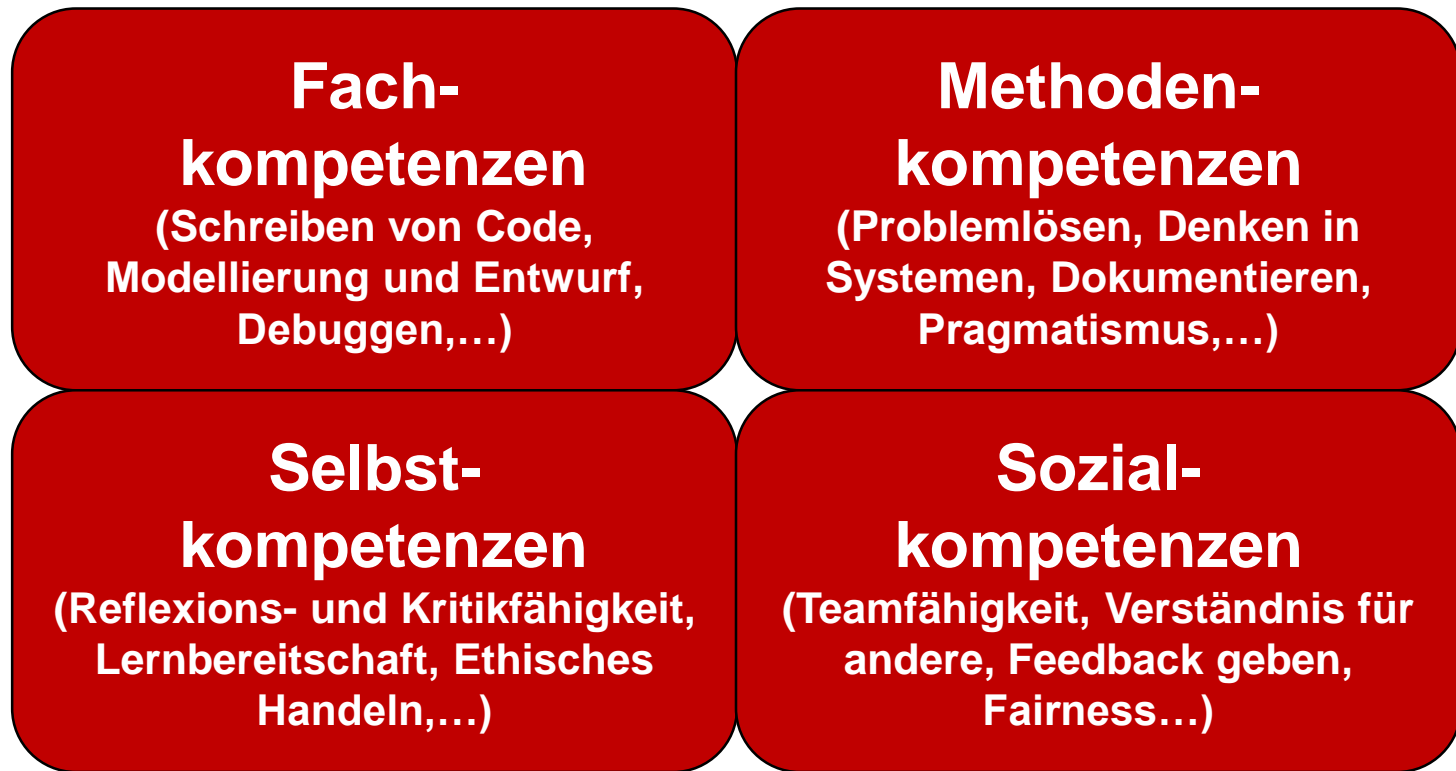 Fach-
kompetenzen
(Schreiben von Code,
Modellierung und Entwurf,
Debuggen,…)
Methoden-
kompetenzen
(Problemlösen, Denken in
Systemen, Dokumentieren,
Pragmatismus,…)
Selbst-
kompetenzen
(Reflexions- und Kritikfähigkeit,
Lernbereitschaft, Ethisches
Handeln,…)
Sozial-
kompetenzen
(Teamfähigkeit, Verständnis für
andere, Feedback geben,
Fairness…)